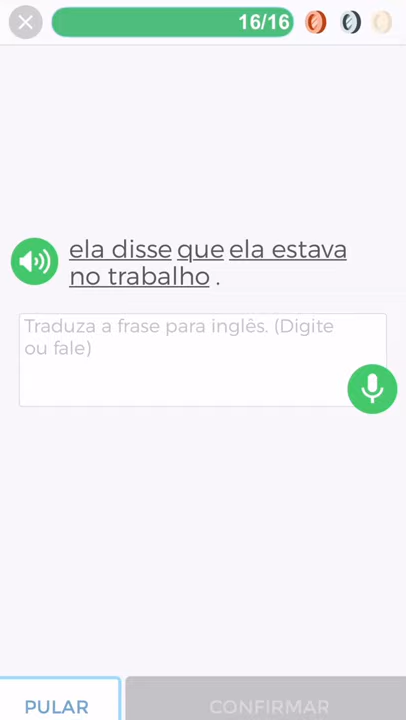 16/16
ela disse que ela estava
no trabalho .
Traduza a frase para inglês. (Digite
ou fale)
PULAR
CONFIRMAR